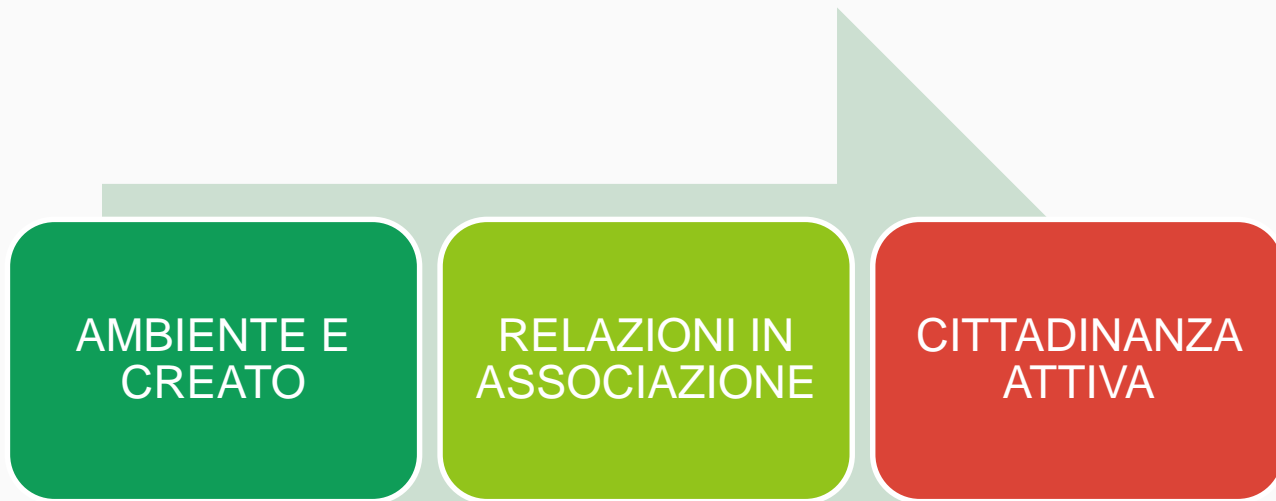 AMBIENTE E
CREATO
RELAZIONI IN
ASSOCIAZIONE
CITTADINANZA
ATTIVA